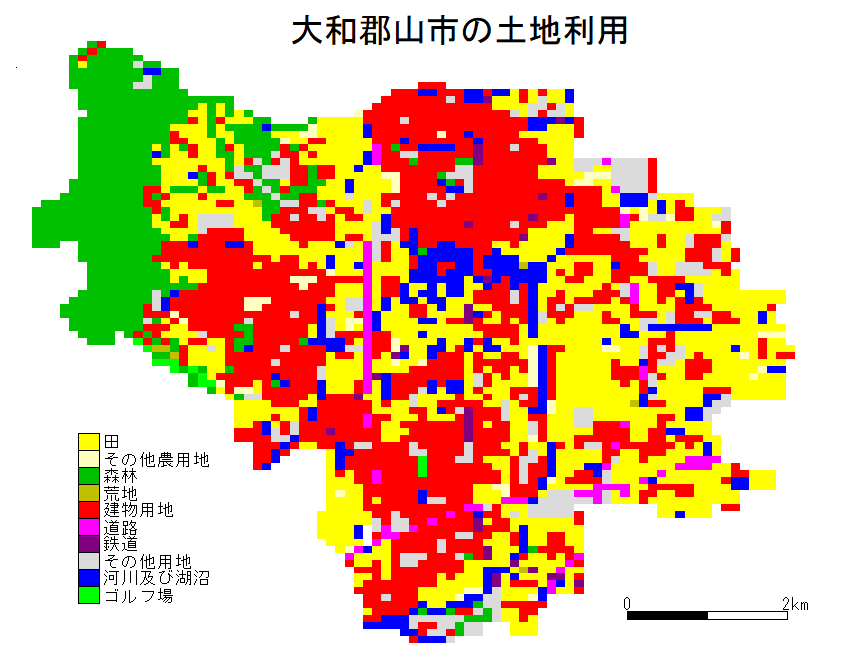 大和郡山市の土地利用
田
その他農用地
森林
荒地
建物用地
道路
鉄道
その他用地
河川及び湖沼
ゴルフ場
0 2km